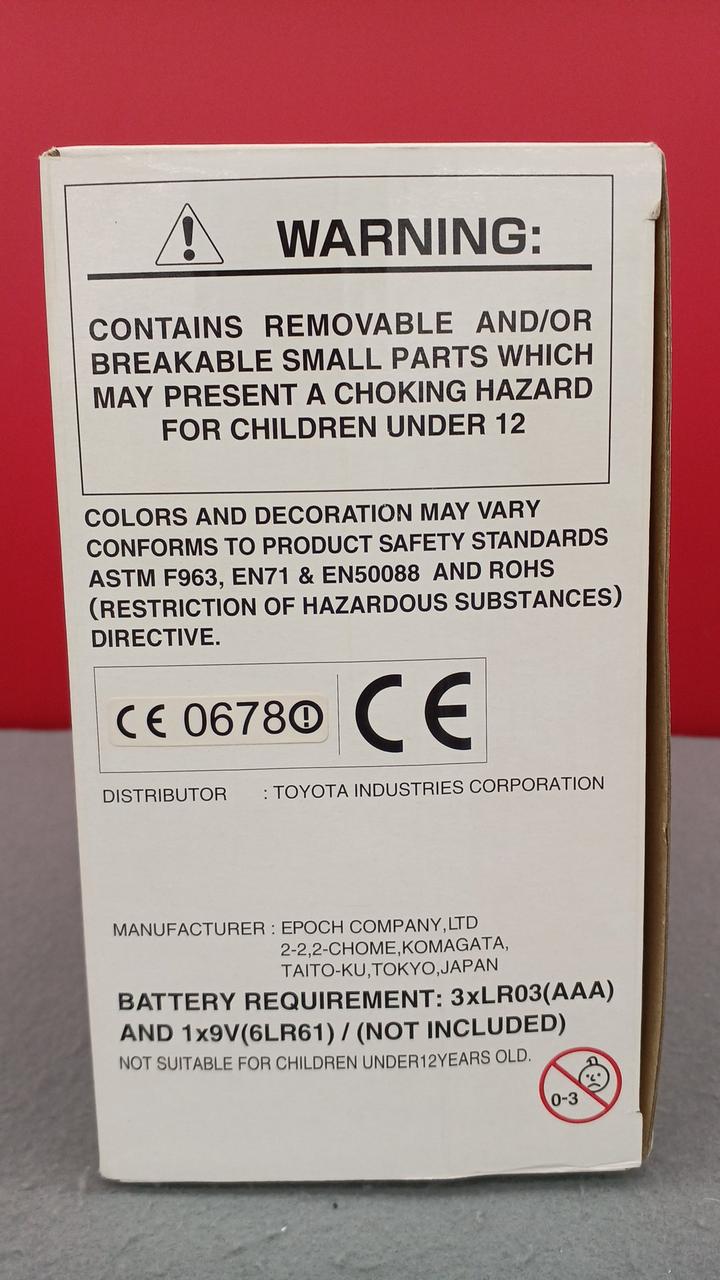 WARNING:
CONTAINS REMOVABLE AND/OR
BREAKABLE SMALL PARTS WHICH
MAY PRESENT A CHOKING HAZARD
FOR CHILDREN UNDER 12
COLORS AND DECORATION MAY VARY
CONFORMS TO PRODUCT SAFETY STANDARDS
ASTM F963, EN71 & EN50088 AND ROHS
(RESTRICTION OF HAZARDOUS SUBSTANCES)
DIRECTIVE.
CE 0678 CE
DISTRIBUTOR : TOYOTA INDUSTRIES CORPORATION
MANUFACTURER : EPOCH COMPANY,LTD
2-2,2-CHOME,KOMAGATA,
TAITO-KU,TOKYO,JAPAN
BATTERY REQUIREMENT: 3xLR03(AAA)
AND 1x9V(6LR61) / (NOT INCLUDED)
NOT SUITABLE FOR CHILDREN UNDER12YEARS OLD.
0-3